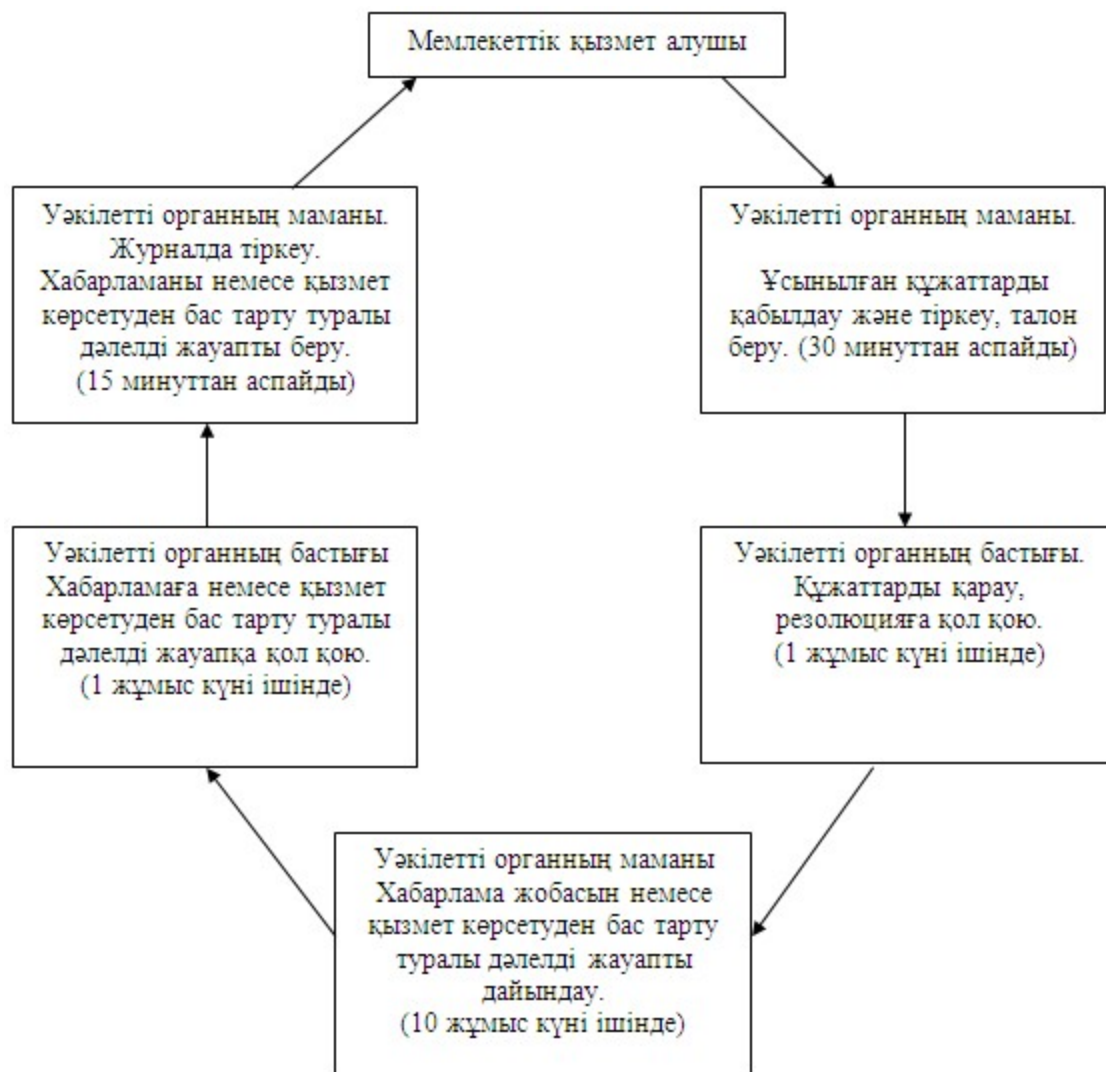 Мемлекеттік қызмет алушы
Уәкілетті органның маманы.
Журналда тіркеу.
Хабарламаны немесе қызмет
көрсетуден бас тарту туралы
дәлелді жауапты беру.
(15 минуттан аспайды)
Уәкілетті органның маманы.
Ұсынылған құжаттарды
қабылдау және тіркеу, талон
беру. (30 минуттан аспайды)
Уәкілетті органның бастығы
Хабарламаға немесе қызмет
көрсетуден бас тарту туралы
дәлелді жауапқа қол қою.
(1 жұмыс күні ішінде)
Уәкілетті органның бастығы.
Құжаттарды қарау,
резолюцияға қол қою.
(1 жұмыс күні ішінде)
Уәкілетті органның маманы
Хабарлама жобасын немесе
қызмет көрсетуден бас тарту
туралы дәлелді жауапты
дайындау.
(10 жұмыс күні ішінде)